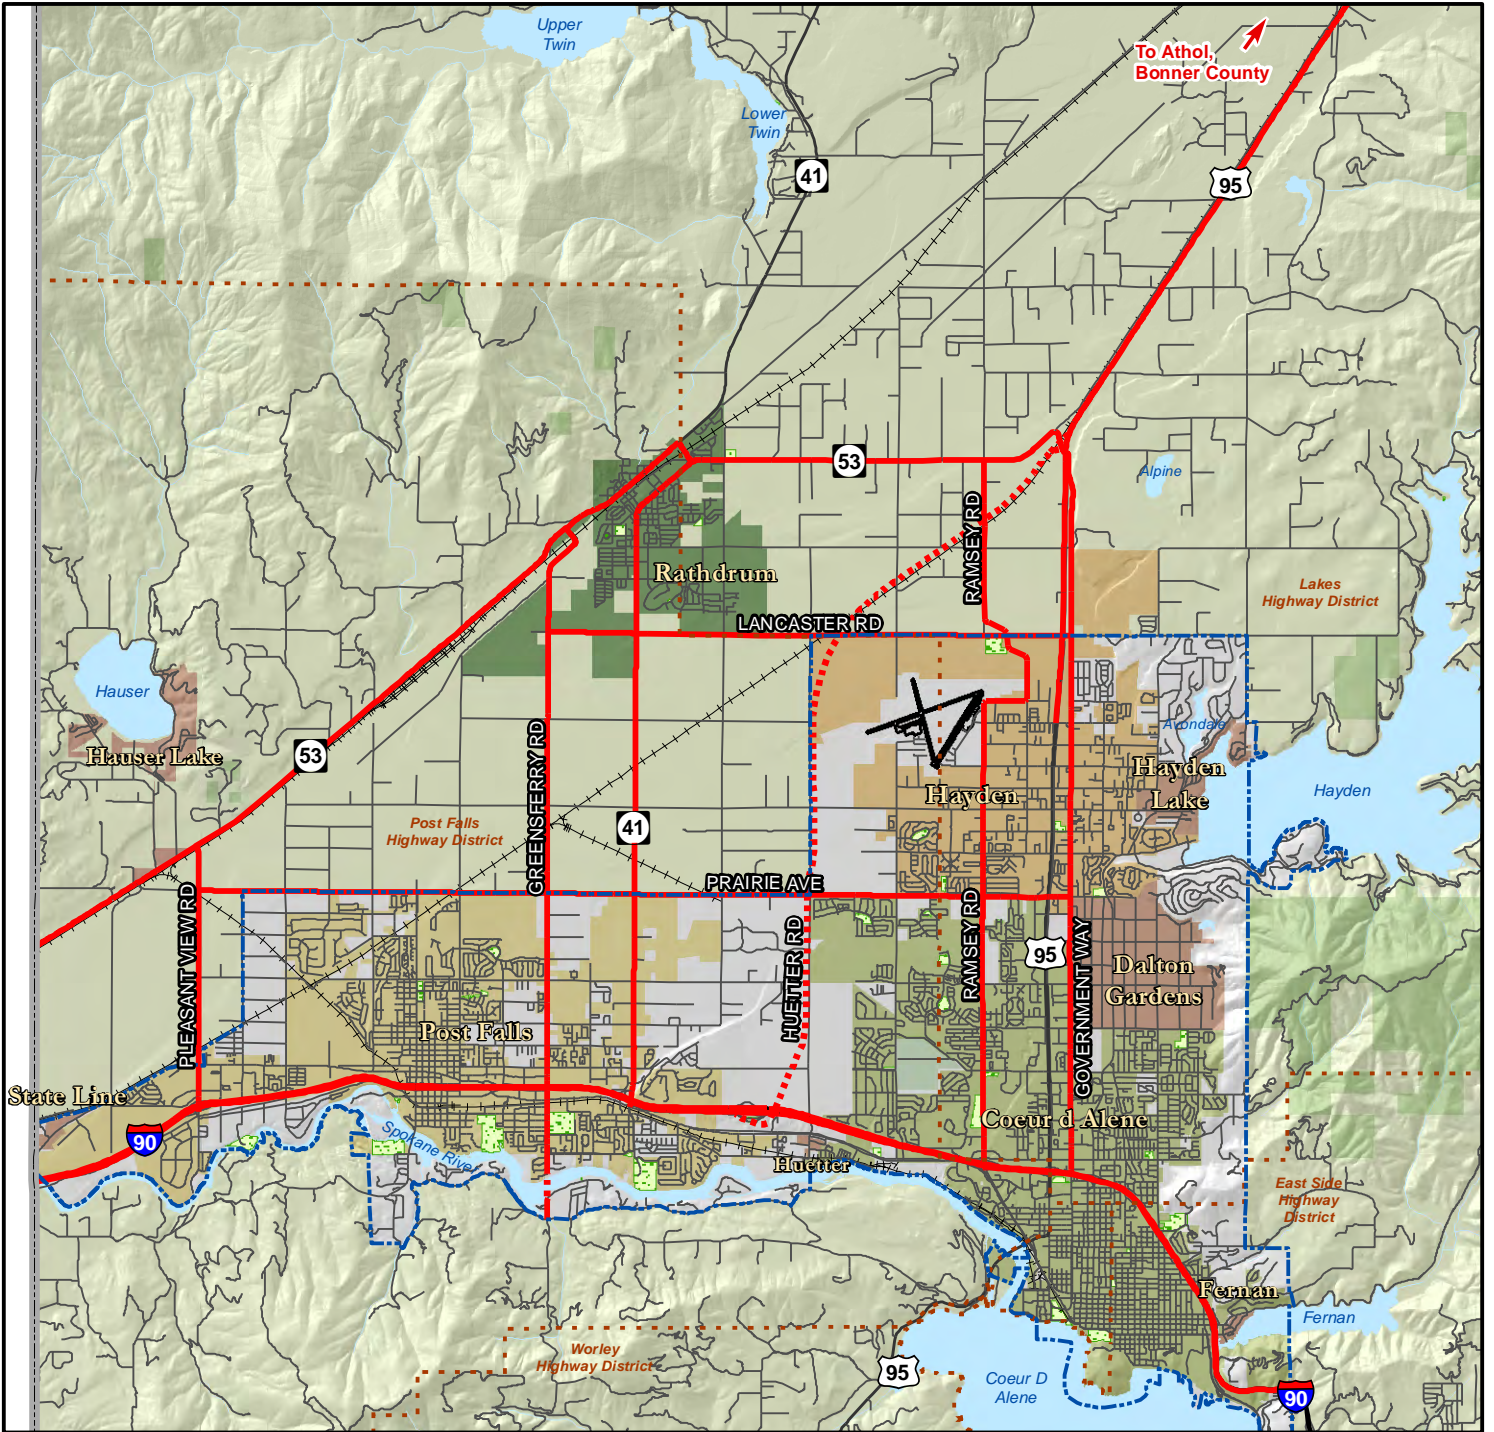 Upper
Twin
To Athol,
Bonner County
Lower
Twin
41
95
53
Alpine
RAMSEY RD
Rathdrum
Lakes
Highway District
LANCASTER RD
Hauser
Hauser Lake
53
Avondale
Hayden
Lake
Hayden
Hayden
GREENSFERRY RD
Post Falls
Highway District
41
PRAIRIE AVE
PLEASANT VIEW RD
HUETTER RD
RAMSEY RD
95
GOVERNMENT WAY
Dalton
Gardens
Post Falls
State Line
90
Spokane River
Coeur d Alene
Huetter
East Side
Highway
District
Fernan
Fernan
Worley
Highway District
95
Coeur D
Alene
90